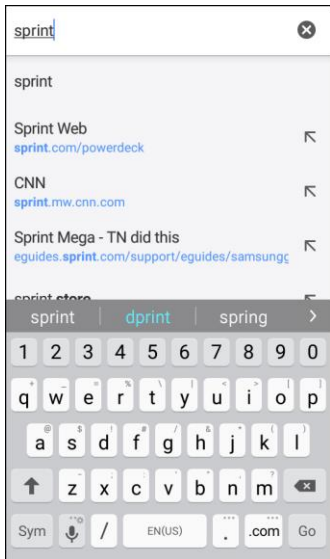 sprint
sprint
Sprint Web
sprint.com/powerdeck
CNN
sprint.mw.cnn.com
Sprint Mega - TN did this
eguides.sprint.com/support/eguides/samsungg
sprint store
sprint dprint spring
1 2 3 4 5 6 7 8 9 0
q w e r t y u i o p
a s d f g h j k l
z x c v b n m
Sym / EN(US) . .com Go